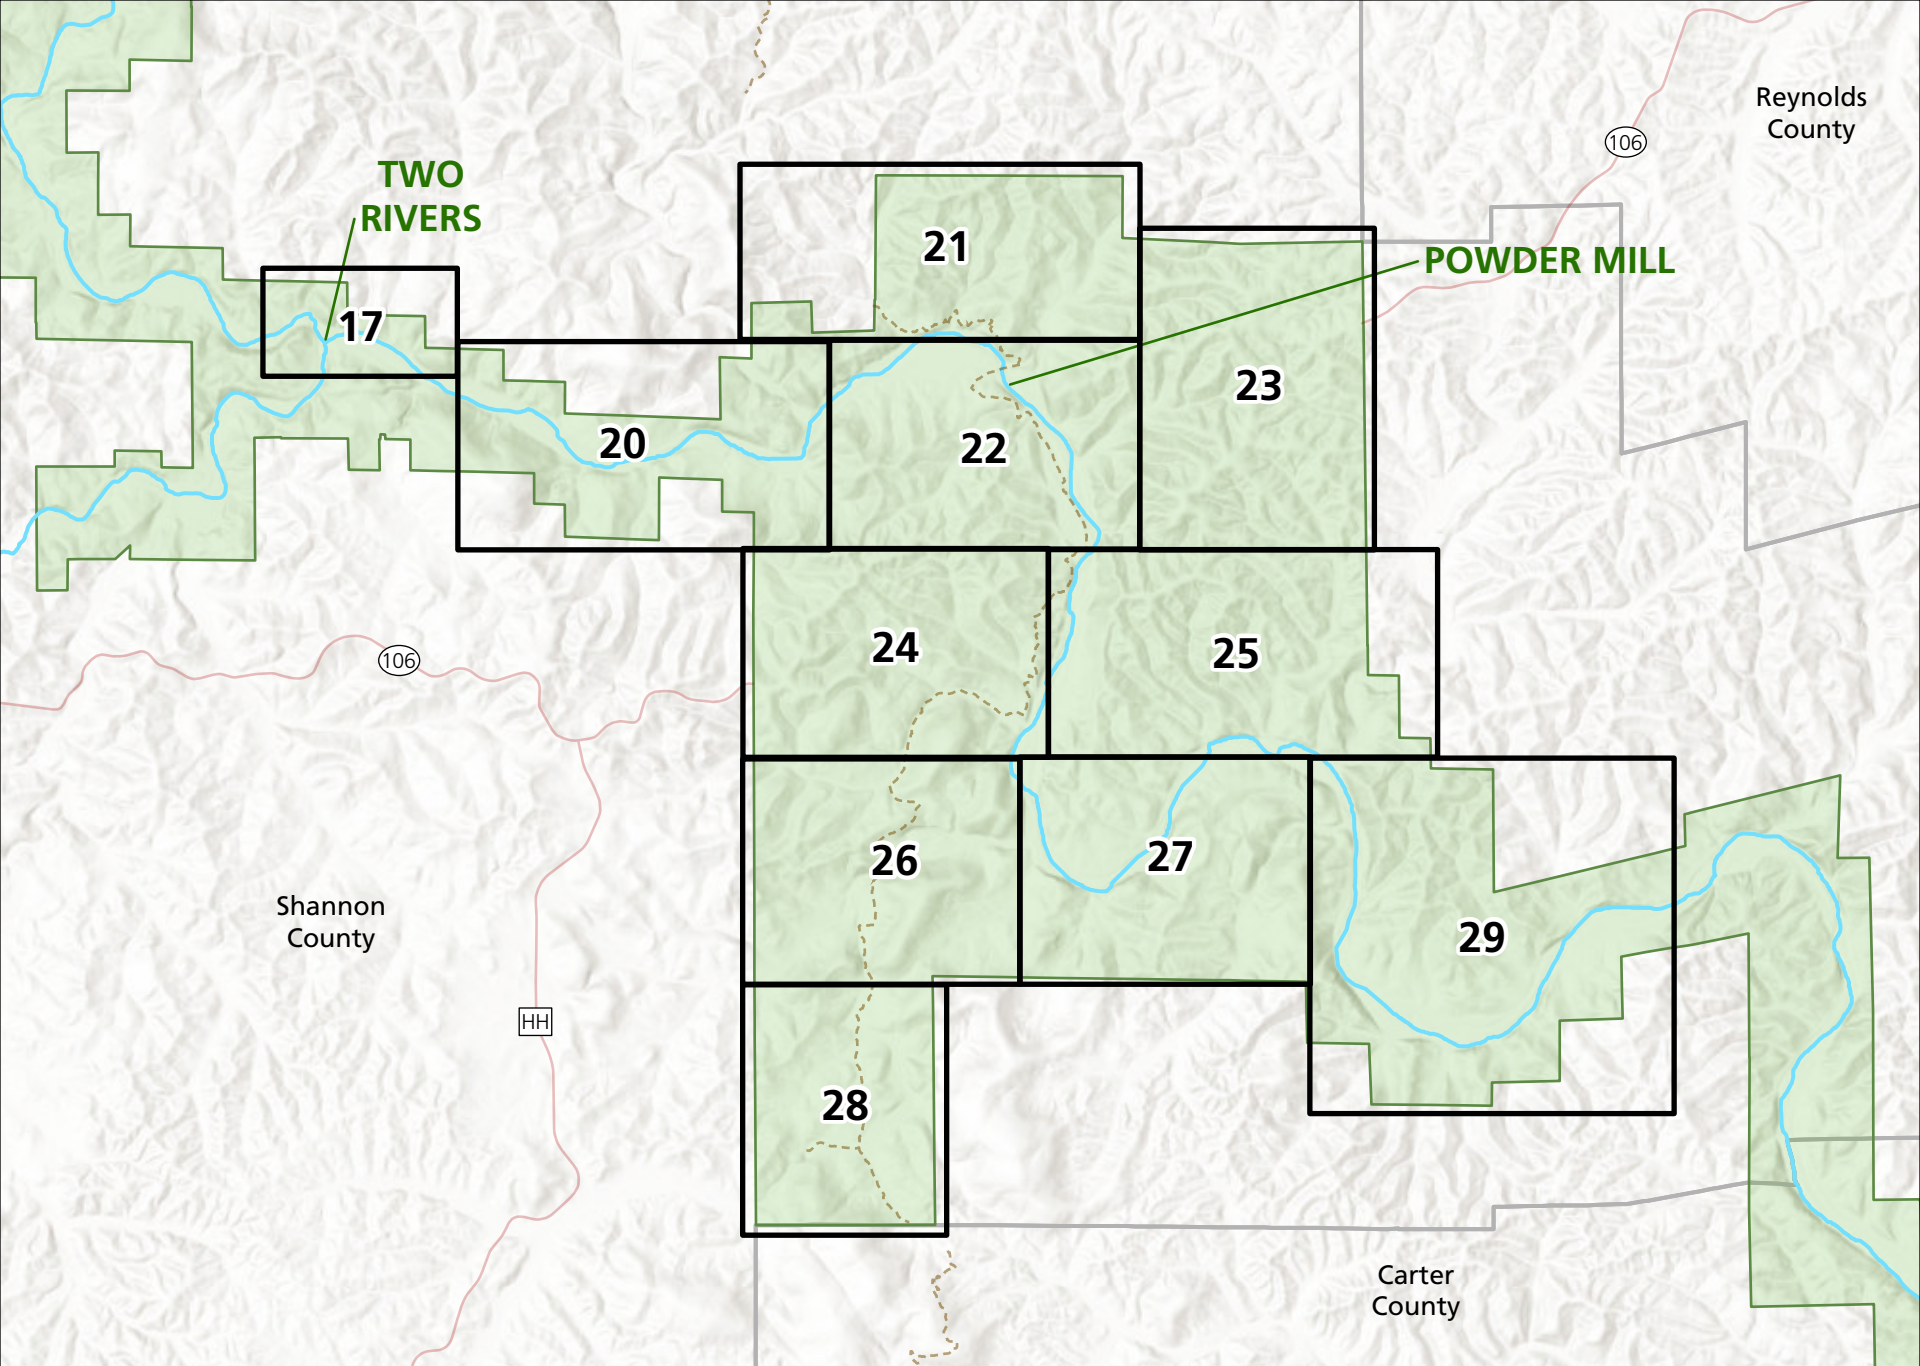 Reynolds
County
106
TWO
RIVERS
21
POWDER MILL
17
23
20
22
24
25
106
26
27
Shannon
County
29
HH
28
Carter
County